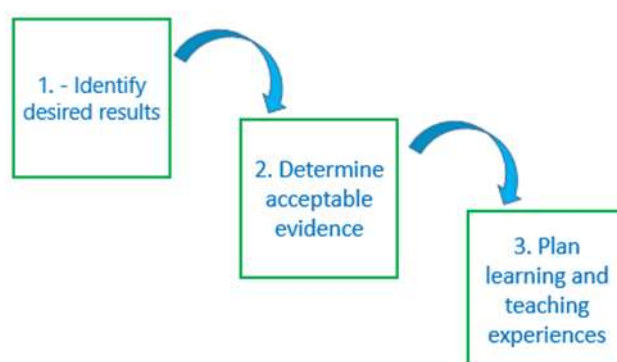 1. - Identify
desired results
2. Determine
acceptable
evidence
3. Plan
learning and
teaching
experiences